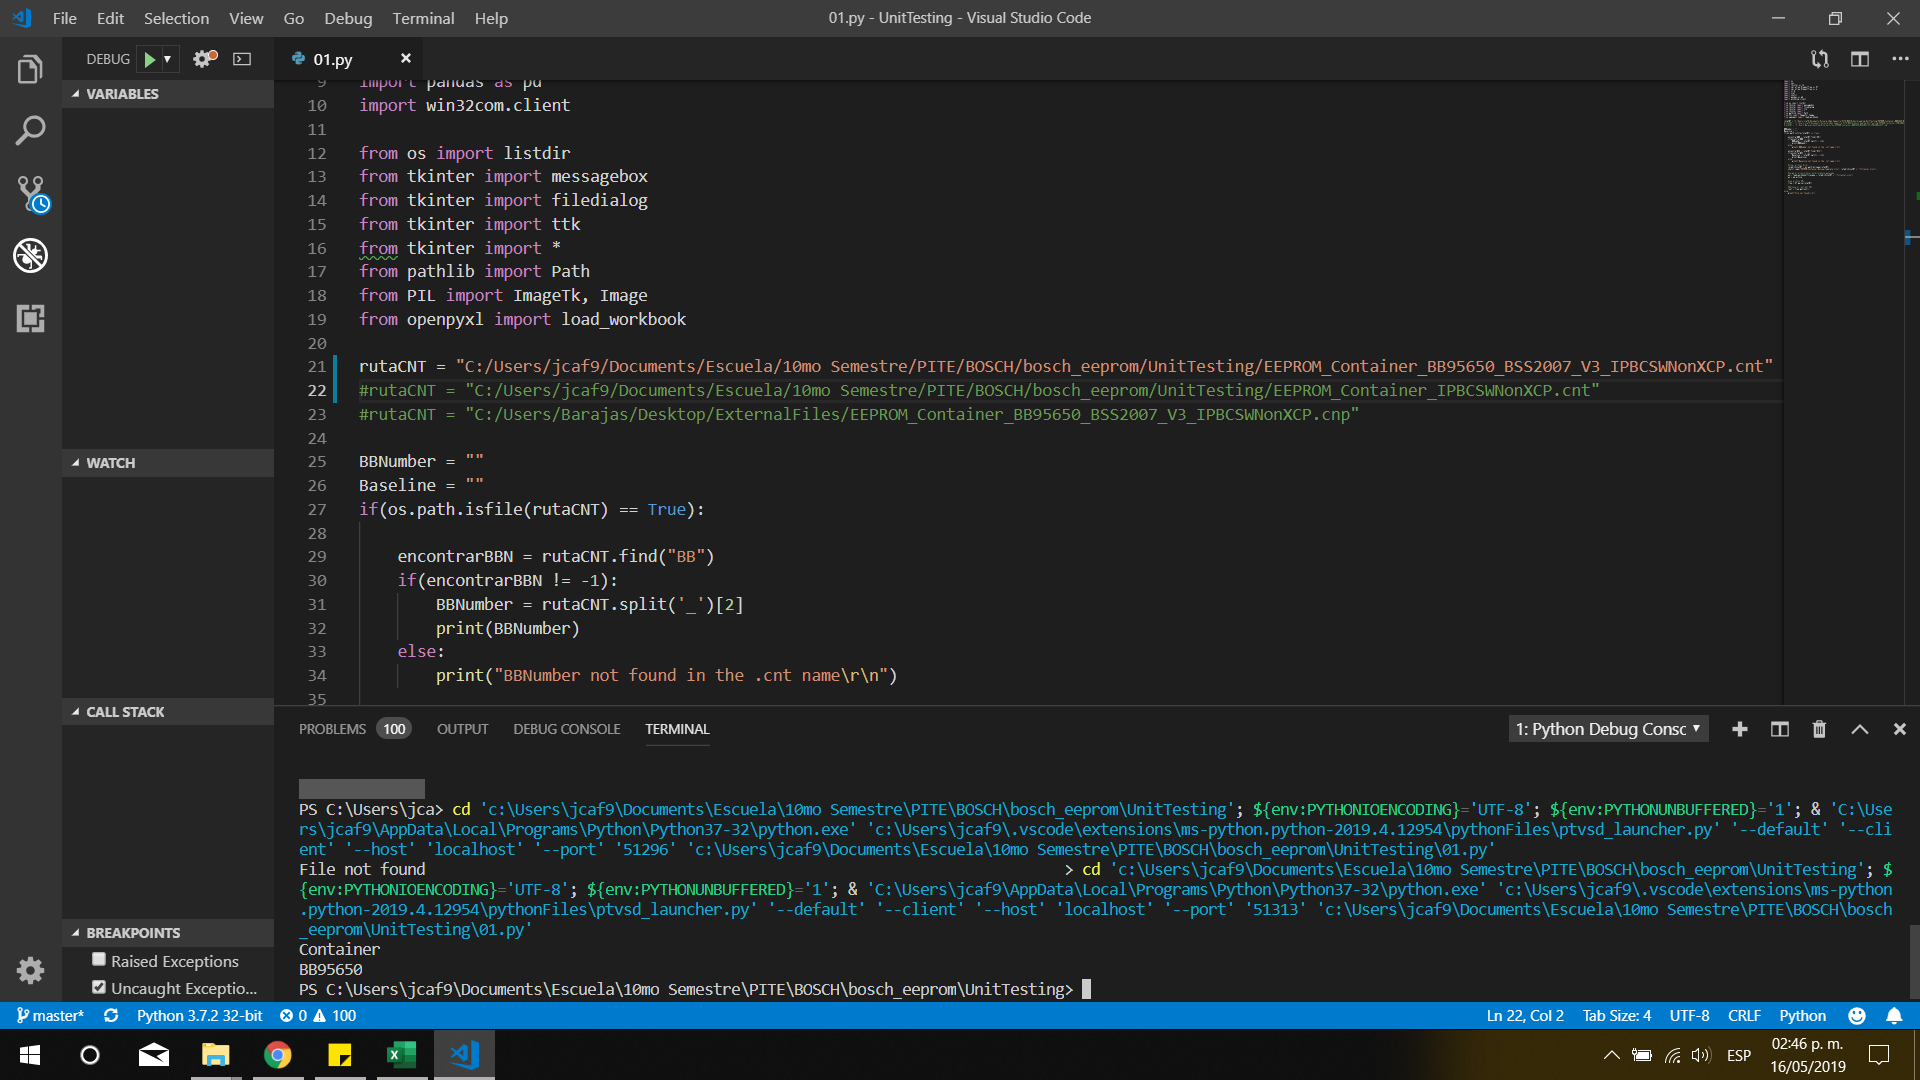 File Edit Selection View Go Debug Terminal Help
01.py - UnitTesting - Visual Studio Code
DEBUG
01.py
VARIABLES
WATCH
CALL STACK
BREAKPOINTS
Raised Exceptions
Uncaught Exceptio...
9 import pandas as pd
10 import win32com.client
11
12 from os import listdir
13 from tkinter import messagebox
14 from tkinter import filedialog
15 from tkinter import ttk
16 from tkinter import *
17 from pathlib import Path
18 from PIL import ImageTk, Image
19 from openpyxl import load_workbook
20
21 rutaCNT = "C:/Users/jcaf9/Documents/Escuela/10mo Semestre/PITE/BOSCH/bosch_eeprom/UnitTesting/EEPROM_Container_BB95650_BSS2007_V3_IPBCSWNonXCP.cnt"
22 #rutaCNT = "C:/Users/jcaf9/Documents/Escuela/10mo Semestre/PITE/BOSCH/bosch_eeprom/UnitTesting/EEPROM_Container_IPBCSWNonXCP.cnt"
23 #rutaCNT = "C:/Users/Barajas/Desktop/ExternalFiles/EEPROM_Container_BB95650_BSS2007_V3_IPBCSWNonXCP.cnp"
24
25 BBNumber = ""
26 Baseline = ""
27 if(os.path.isfile(rutaCNT) == True):
28
29 encontrarBBN = rutaCNT.find("BB")
30 if(encontrarBBN != -1):
31 BBNumber = rutaCNT.split('_')[2]
32 print(BBNumber)
33 else:
34 print("BBNumber not found in the .cnt name\r\n")
35
PROBLEMS 100 OUTPUT DEBUG CONSOLE TERMINAL
1: Python Debug Consc
PS C:\Users\jca> cd 'c:\Users\jcaf9\Documents\Escuela\10mo Semestre\PITE\BOSCH\bosch_eeprom\UnitTesting'; ${env:PYTHONIOENCODING}='UTF-8'; ${env:PYTHONUNBUFFERED}='1'; & 'C:\Use
rs\jcaf9\AppData\Local\Programs\Python\Python37-32\python.exe' 'c:\Users\jcaf9\.vscode\extensions\ms-python.python-2019.4.12954\pythonFiles\ptvsd_launcher.py' '--default' '--cli
ent' '--host' 'localhost' '--port' '51296' 'c:\Users\jcaf9\Documents\Escuela\10mo Semestre\PITE\BOSCH\bosch_eeprom\UnitTesting\01.py'
File not found > cd 'c:\Users\jcaf9\Documents\Escuela\10mo Semestre\PITE\BOSCH\bosch_eeprom\UnitTesting'; $
{env:PYTHONIOENCODING}='UTF-8'; ${env:PYTHONUNBUFFERED}='1'; & 'C:\Users\jcaf9\AppData\Local\Programs\Python\Python37-32\python.exe' 'c:\Users\jcaf9\.vscode\extensions\ms-python
.python-2019.4.12954\pythonFiles\ptvsd_launcher.py' '--default' '--client' '--host' 'localhost' '--port' '51313' 'c:\Users\jcaf9\Documents\Escuela\10mo Semestre\PITE\BOSCH\bosch
_eeprom\UnitTesting\01.py'
Container
BB95650
PS C:\Users\jcaf9\Documents\Escuela\10mo Semestre\PITE\BOSCH\bosch_eeprom\UnitTesting>
master* Python 3.7.2 32-bit 0 100
Ln 22, Col 2 Tab Size: 4 UTF-8 CRLF Python
ESP
02:46 p. m.
16/05/2019